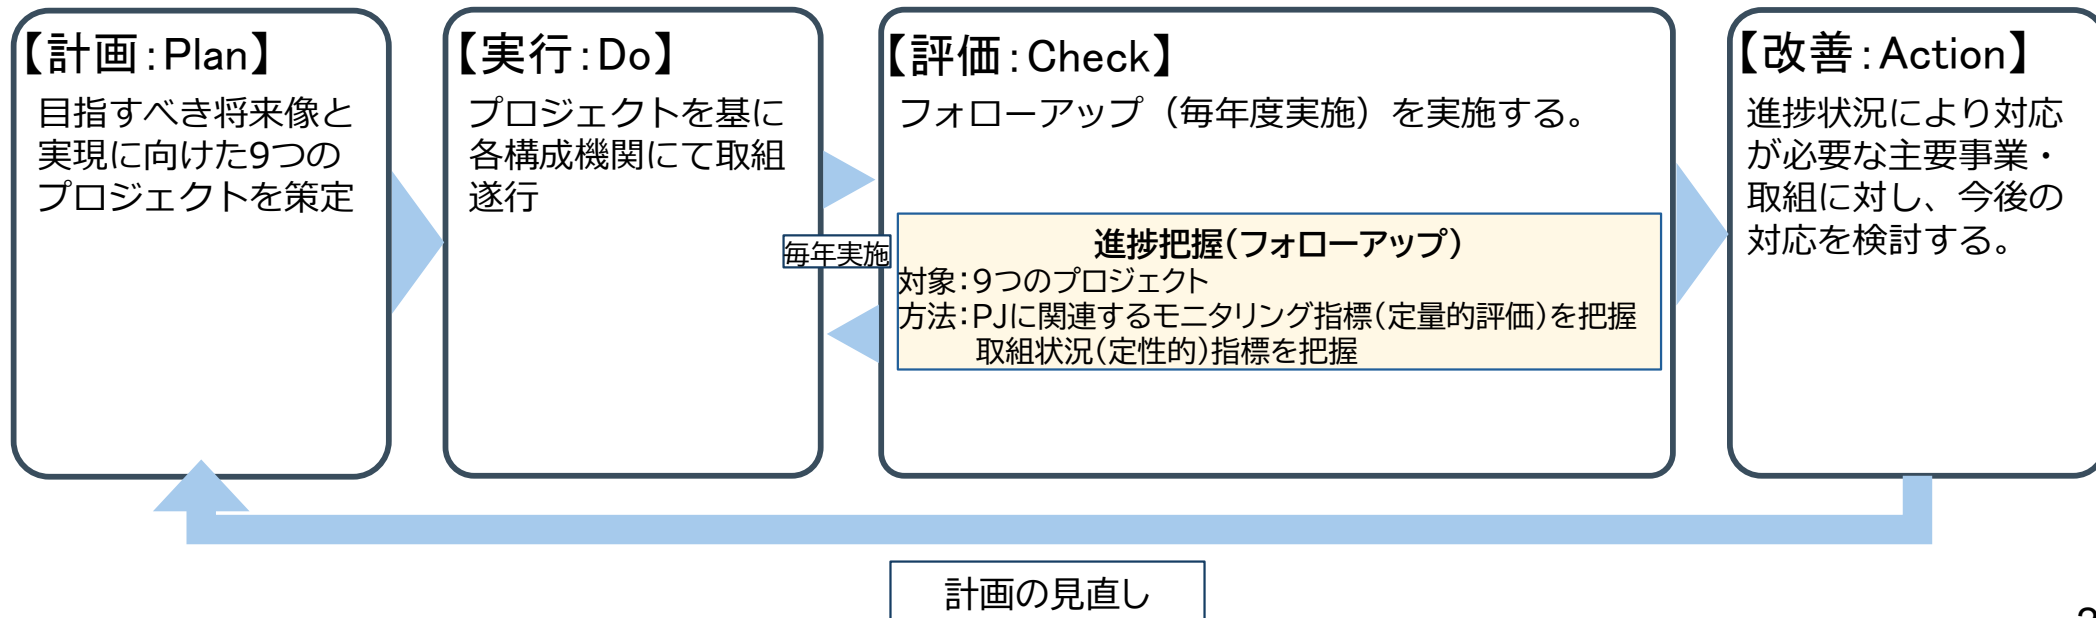 【計画:Plan】
目指すべき将来像と
実現に向けた9つの
プロジェクトを策定
【実行:Do】
プロジェクトを基に
各構成機関にて取組
遂行
毎年実施
【評価:Check】
フォローアップ（毎年度実施）を実施する。
進捗把握(フォローアップ)
対象:9つのプロジェクト
方法:PJに関連するモニタリング指標(定量的評価)を把握
取組状況(定性的)指標を把握
【改善:Action】
進捗状況により対応
が必要な主要事業・
取組に対し、今後の
対応を検討する。
計画の見直し